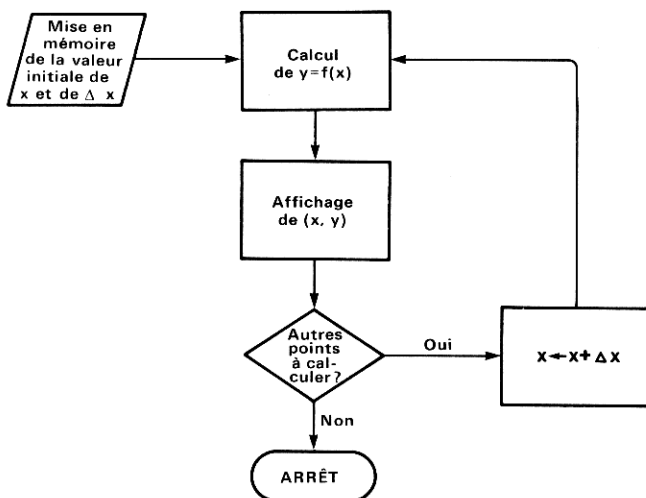 Mise en
mémoire
de la valeur
initiale de
x et de Δ x
Calcul
de y=f(x)
Affichage
de (x, y)
Autres
points
à cal-
culer ?
Oui
x←x+ Δ x
Non
ARRÊT